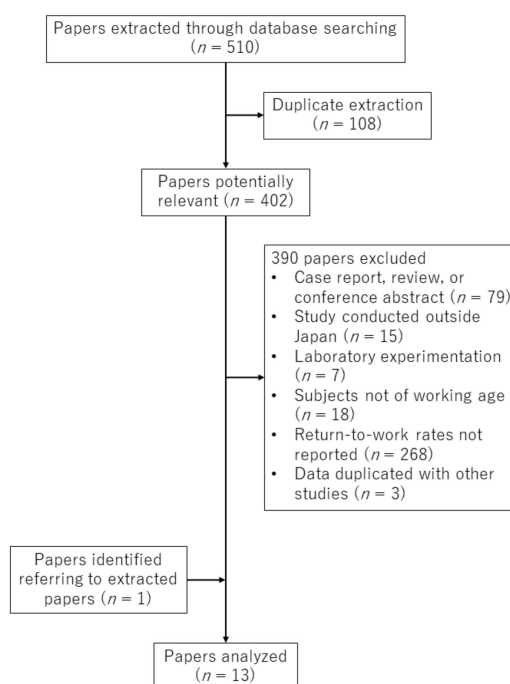 Papers extracted through database searching
(n = 510)
Duplicate extraction
(n = 108)
Papers potentially
relevant (n = 402)
390 papers excluded
• Case report, review, or
conference abstract (n = 79)
• Study conducted outside
Japan (n = 15)
• Laboratory experimentation
(n = 7)
• Subjects not of working age
(n = 18)
• Return-to-work rates not
reported (n = 268)
• Data duplicated with other
studies (n = 3)
Papers identified
referring to extracted
papers (n = 1)
Papers analyzed
(n = 13)